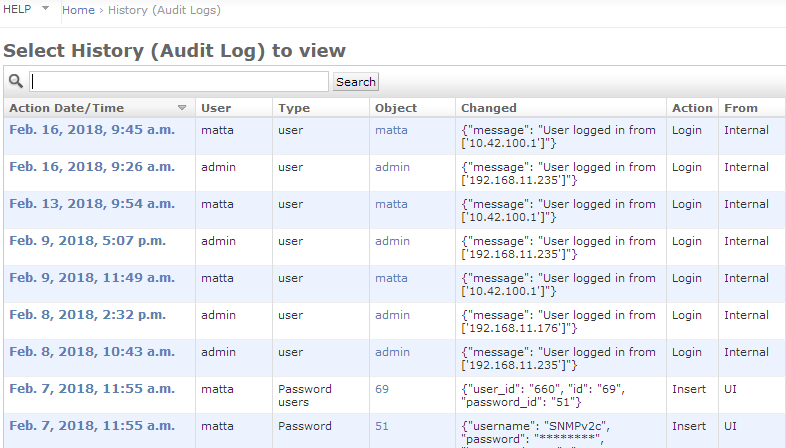 HELP Home › History (Audit Logs)
Select History (Audit Log) to view
Search
Action Date/Time User Type Object Changed Action From
Feb. 16, 2018, 9:45 a.m. matta user matta {"message": "User logged in from Login Internal
['10.42.100.1']"}
Feb. 16, 2018, 9:26 a.m. admin user admin {"message": "User logged in from Login Internal
['192.168.11.235']"}
Feb. 13, 2018, 9:54 a.m. matta user matta {"message": "User logged in from Login Internal
['10.42.100.1']"}
Feb. 9, 2018, 5:07 p.m. admin user admin {"message": "User logged in from Login Internal
['192.168.11.235']"}
Feb. 9, 2018, 11:49 a.m. matta user matta {"message": "User logged in from Login Internal
['10.42.100.1']"}
Feb. 8, 2018, 2:32 p.m. admin user admin {"message": "User logged in from Login Internal
['192.168.11.176']"}
Feb. 8, 2018, 10:43 a.m. admin user admin {"message": "User logged in from Login Internal
['192.168.11.235']"}
Feb. 7, 2018, 11:55 a.m. matta Password 69 {"user_id": "660", "id": "69", Insert UI
users "password_id": "51"}
Feb. 7, 2018, 11:55 a.m. matta Password 51 {"username": "SNMPv2c", Insert UI
"password": "********",